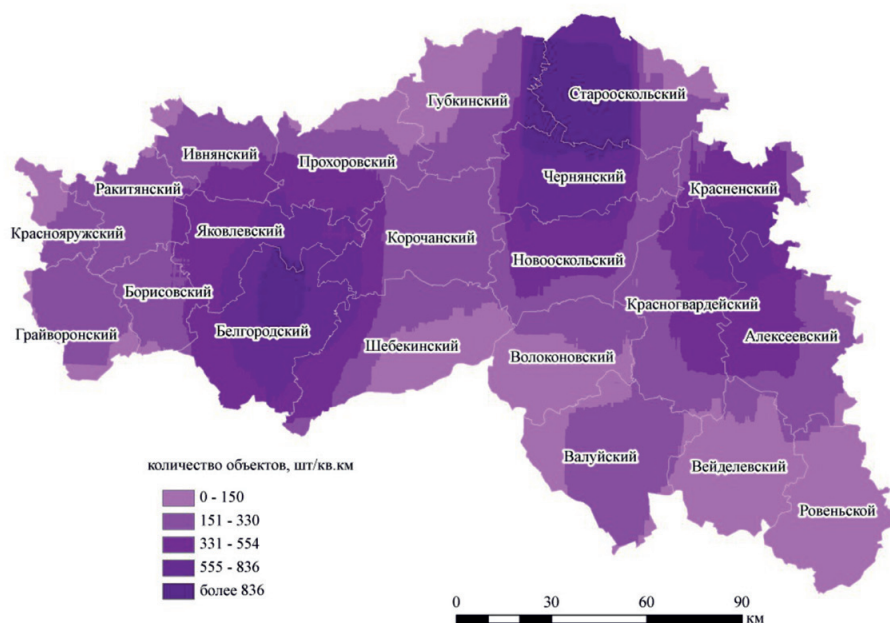 Губкинский
Старооскольский
Ивнянский
Прохоровский
Чернянский
Ракитянский
Красненский
Краснояружский
Яковлевский
Корочанский
Новооскольский
Борисовский
Красногвардейский
Грайворонский
Белгородский
Шебекинский
Алексеевский
Волоконовский
Валуйский
Вейделевский
Ровеньской
количество объектов, шт/кв.км
0 - 150
151 - 330
331 - 554
555 - 836
более 836
0 30 60 90
км